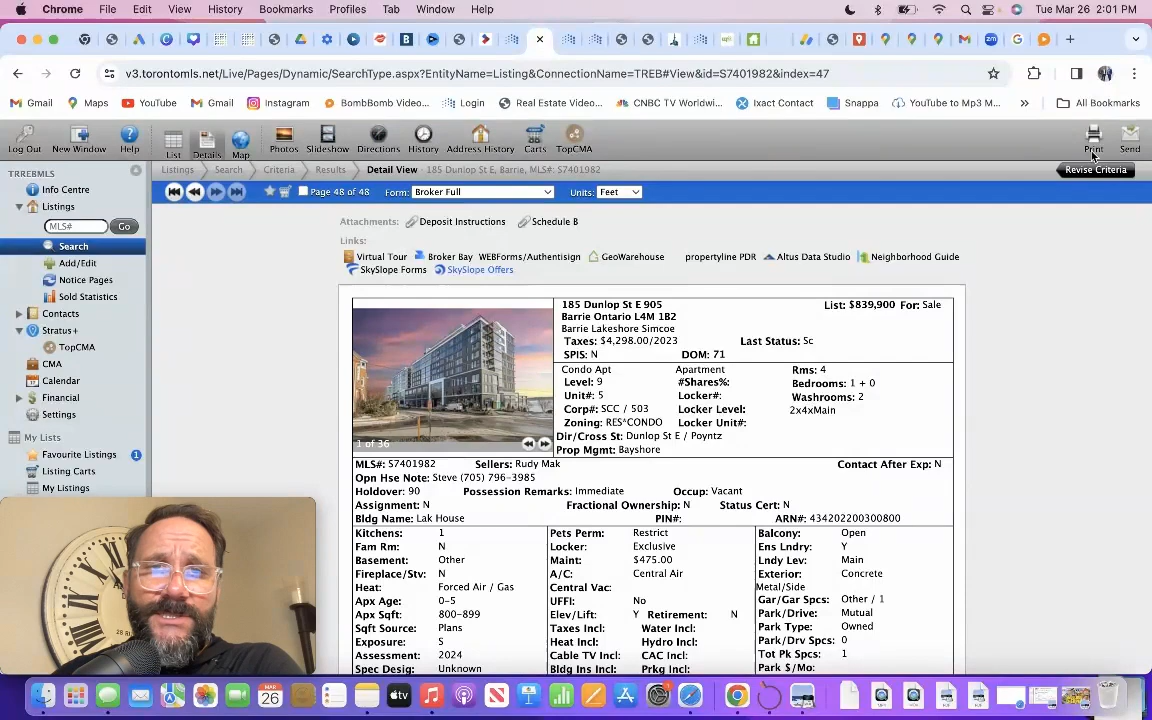 Chrome File Edit View History Bookmarks Profiles Tab Window Help Tue Mar 26 2:01 PM
v3.torontomls.net/Live/Pages/Dynamic/SearchType.aspx?EntityName=Listing&ConnectionName=TREB#View&id=S7401982&index=47
Gmail Maps YouTube Gmail Instagram BombBomb Video... Login Real Estate Video... CNBC TV Worldwi... Ixact Contact Snappa YouTube to Mp3 M... » All Bookmarks
Log Out New Window Help List Details Map Photos Slideshow Directions History Address History Carts TopCMA Print Send
TRREBMLS Listings Search Criteria Results Detail View · 185 Dunlop St E, Barrie, MLS#: S7401982 Revise Criteria
Info Centre
Page 48 of 48 Form: Broker Full Units: Feet
Listings
MLS# Go
Search
Add/Edit
Notice Pages
Sold Statistics
Contacts
Stratus+
TopCMA
CMA
Calendar
Financial
Settings
My Lists
Favourite Listings 1
Listing Carts
My Listings
Attachments: Deposit Instructions Schedule B
Links:
Virtual Tour Broker Bay WEBForms/Authentisign GeoWarehouse propertyline PDR Altus Data Studio Neighborhood Guide
SkySlope Forms SkySlope Offers
185 Dunlop St E 905 List: $839,900 For: Sale
Barrie Ontario L4M 1B2
Barrie Lakeshore Simcoe
Taxes: $4,298.00/2023 Last Status: Sc
SPIS: N DOM: 71
Condo Apt Apartment Rms: 4
Level: 9 #Shares%: Bedrooms: 1 + 0
Unit#: 5 Locker#: Washrooms: 2
Corp#: SCC / 503 Locker Level: 2x4xMain
Zoning: RES*CONDO Locker Unit#:
Dir/Cross St: Dunlop St E / Poyntz
1 of 36
Prop Mgmt: Bayshore
MLS#: S7401982 Sellers: Rudy Mak Contact After Exp: N
Opn Hse Note: Steve (705) 796-3985
Holdover: 90 Possession Remarks: Immediate Occup: Vacant
Assignment: N Fractional Ownership: N Status Cert: N
Bldg Name: Lak House PIN#: ARN#: 434202200300800
Kitchens: 1 Pets Perm: Restrict Balcony: Open
Fam Rm: N Locker: Exclusive Ens Lndry: Y
Basement: Other Maint: $475.00 Lndy Lev: Main
Fireplace/Stv: N A/C: Central Air Exterior: Concrete
Heat: Forced Air / Gas Central Vac: Metal/Side
Apx Age: 0-5 UFFI: No Gar/Gar Spcs: Other / 1
Apx Sqft: 800-899 Elev/Lift: Y Retirement: N Park/Drive: Mutual
Sqft Source: Plans Taxes Incl: Water Incl: Park Type: Owned
Exposure: S Heat Incl: Hydro Incl: Park/Drv Spcs: 0
Assessment: 2024 Cable TV Incl: CAC Incl: Tot Pk Spcs: 1
Spec Desig: Unknown Bldg Ins Incl: Prkg Incl: Park $/Mo:
MAR
26